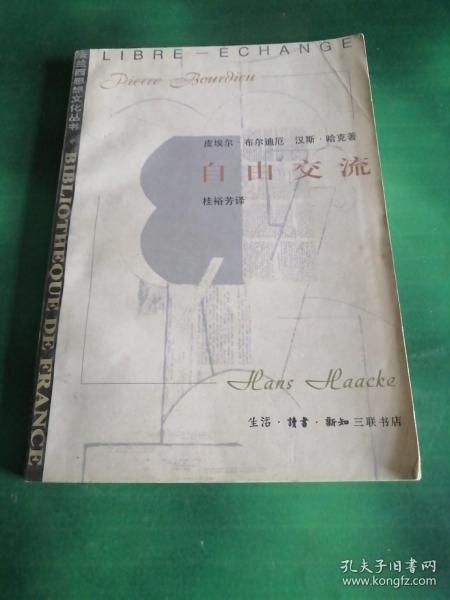 LIBRE—ÉCHANGE
Pierre Bourdieu
皮埃尔·布尔迪厄 汉斯·哈克著
自由交流
桂裕芳译
Hans Haacke
生活·讀書·新知三联书店
法兰西思想文化丛书
BIBLIOTHEQUE DE FRANCE
孔夫子旧书网
www.kongfz.com